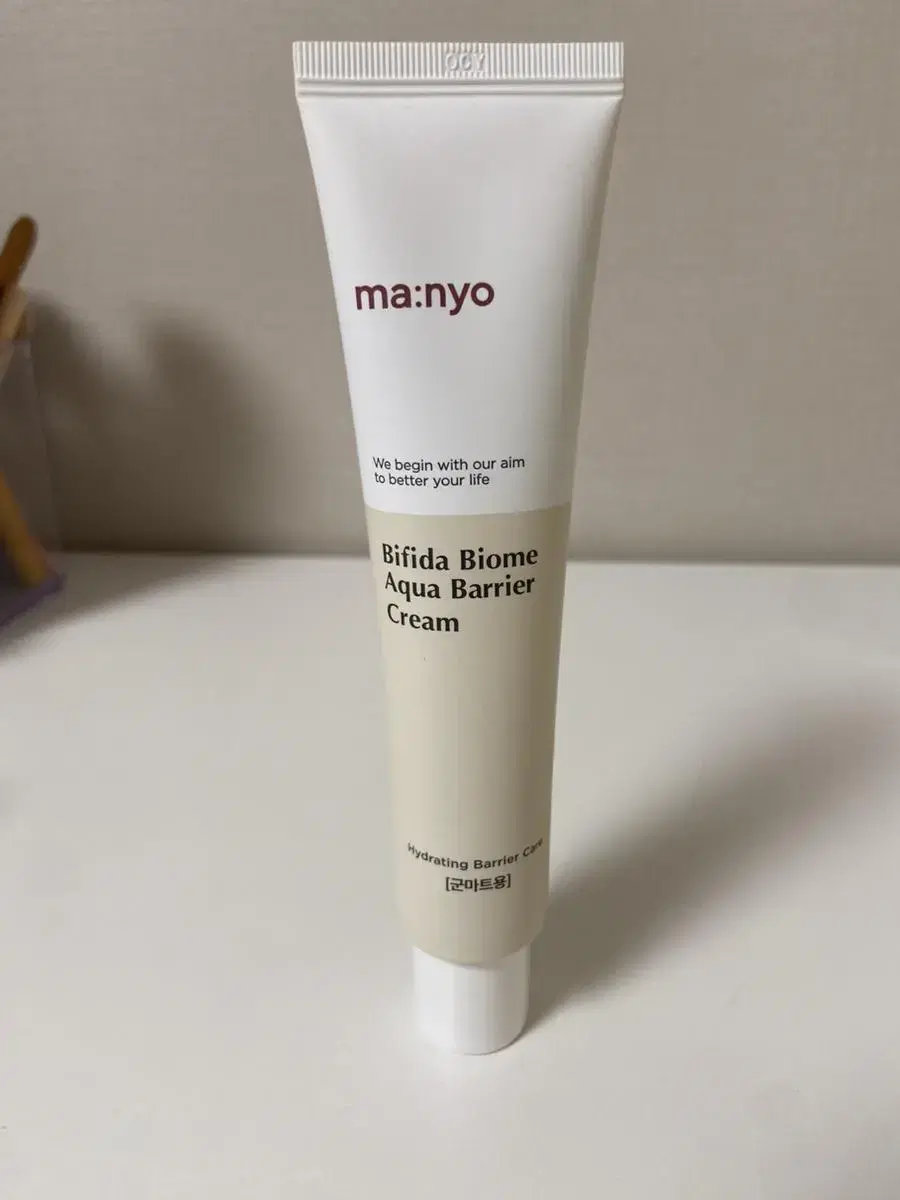 ma:nyo
We begin with our aim
to better your life
Bifida Biome
Aqua Barrier
Cream
Hydrating Barrier Care
[군마트용]